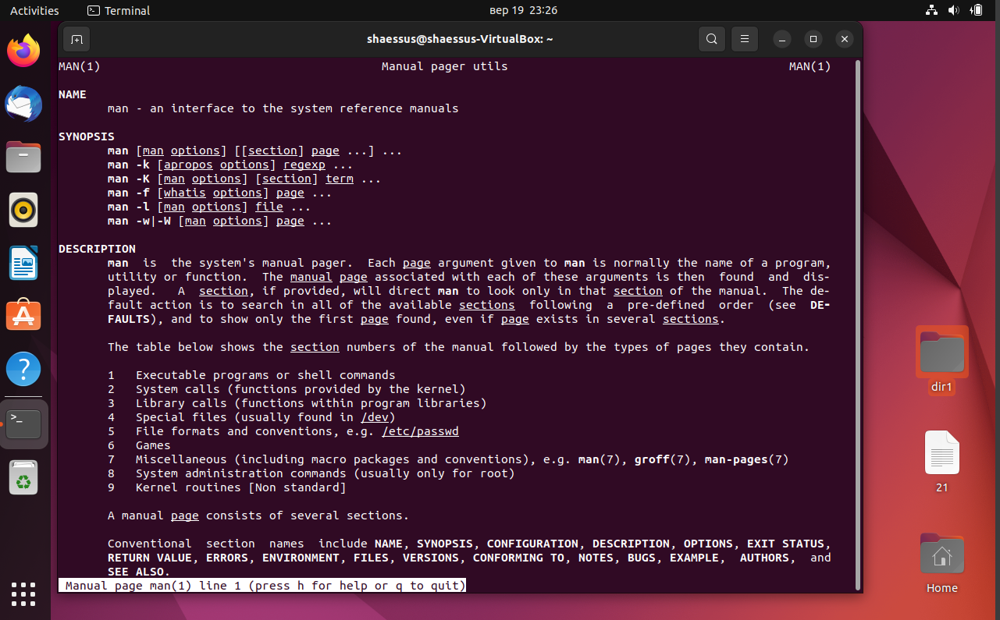 Activities
Terminal
вер 19 23:26
shaessus@shaessus-VirtualBox: ~
MAN(1) Manual pager utils MAN(1)
NAME
man - an interface to the system reference manuals
SYNOPSIS
man [man options] [[section] page ...] ...
man -k [apropos options] regexp ...
man -K [man options] [section] term ...
man -f [whatis options] page ...
man -l [man options] file ...
man -w|-W [man options] page ...
DESCRIPTION
man is the system's manual pager. Each page argument given to man is normally the name of a program,
utility or function. The manual page associated with each of these arguments is then found and dis-
played. A section, if provided, will direct man to look only in that section of the manual. The de-
fault action is to search in all of the available sections following a pre-defined order (see DE-
FAULTS), and to show only the first page found, even if page exists in several sections.
The table below shows the section numbers of the manual followed by the types of pages they contain.
1 Executable programs or shell commands
2 System calls (functions provided by the kernel)
3 Library calls (functions within program libraries)
4 Special files (usually found in /dev)
5 File formats and conventions, e.g. /etc/passwd
6 Games
7 Miscellaneous (including macro packages and conventions), e.g. man(7), groff(7), man-pages(7)
8 System administration commands (usually only for root)
9 Kernel routines [Non standard]
A manual page consists of several sections.
Conventional section names include NAME, SYNOPSIS, CONFIGURATION, DESCRIPTION, OPTIONS, EXIT STATUS,
RETURN VALUE, ERRORS, ENVIRONMENT, FILES, VERSIONS, CONFORMING TO, NOTES, BUGS, EXAMPLE, AUTHORS, and
SEE ALSO.
Manual page man(1) line 1 (press h for help or q to quit)
dir1
21
Home